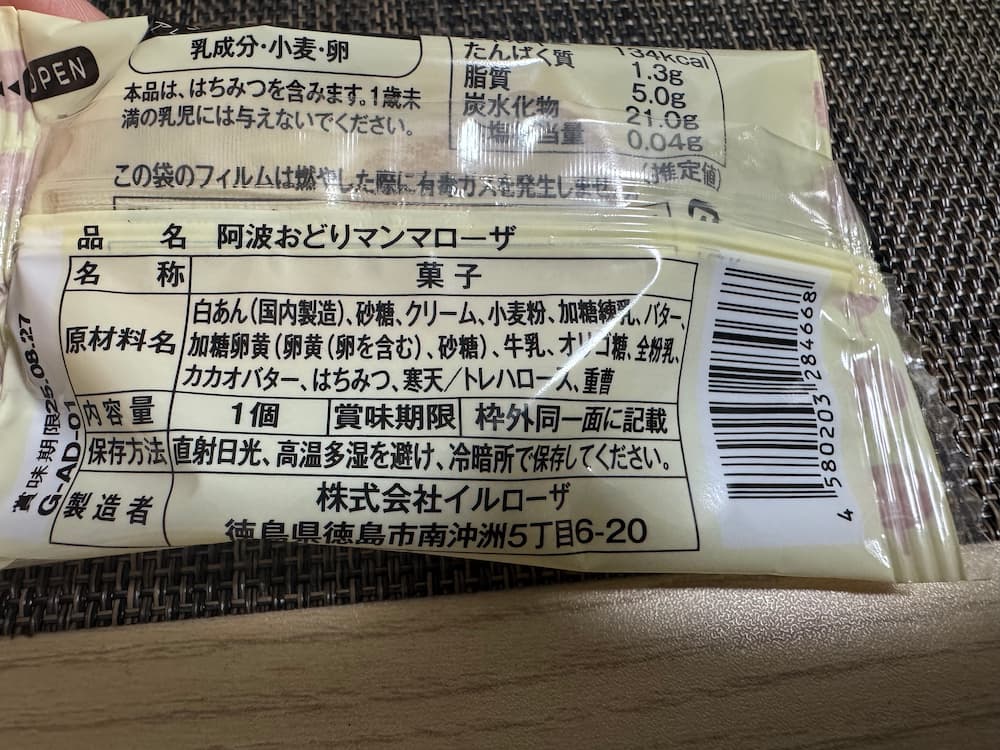 OPEN
乳成分・小麦・卵
本品は、はちみつを含みます。1歳未
満の乳児には与えないでください。
134kcal
たんぱく質 1.3g
脂質 5.0g
炭水化物 21.0g
当量 0.04g
(推定値)
この袋のフィルムは燃やした際に有毒ガスを発生しません
品名 阿波おどりマンマローザ
名称 菓子
原材料名 白あん(国内製造)、砂糖、クリーム、小麦粉、加糖練乳、バター、
加糖卵黄(卵黄(卵を含む)、砂糖)、牛乳、オリゴ糖、全粉乳、
カカオバター、はちみつ、寒天/トレハロース、重曹
内容量 1個 賞味期限 枠外同一面に記載
保存方法 直射日光、高温多湿を避け、冷暗所で保存してください。
製造者 株式会社イルローザ
徳島県徳島市南沖洲5丁目6-20
賞味期限25.08.27
G-AD-01
4 580203 284668